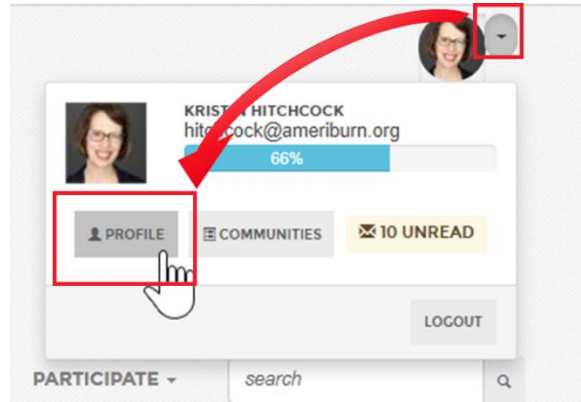 KRISTIN HITCHCOCK
hitchcock@ameriburn.org
66%
PROFILE
COMMUNITIES
10 UNREAD
LOGOUT
PARTICIPATE
search